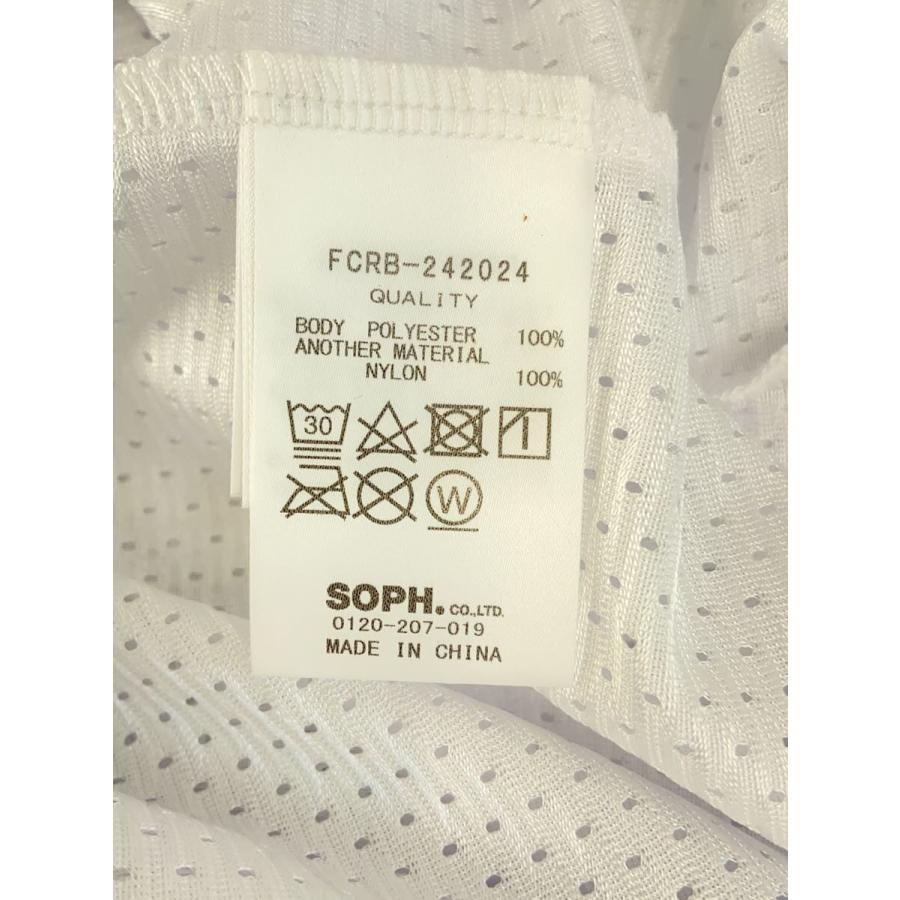 FCRB-242024
QUALITY
BODY POLYESTER 100%
ANOTHER MATERIAL
NYLON 100%
30
W
SOPH. CO.,LTD.
0120-207-019
MADE IN CHINA